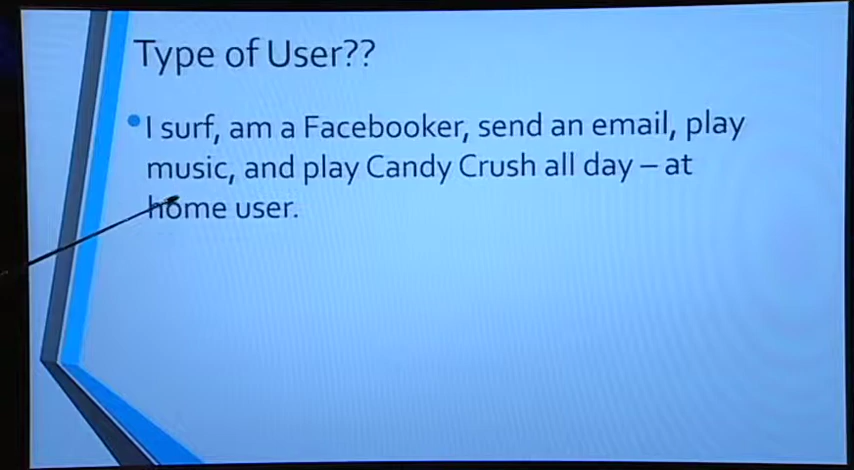 Type of User??
•I surf, am a Facebooker, send an email, play
music, and play Candy Crush all day – at
home user.